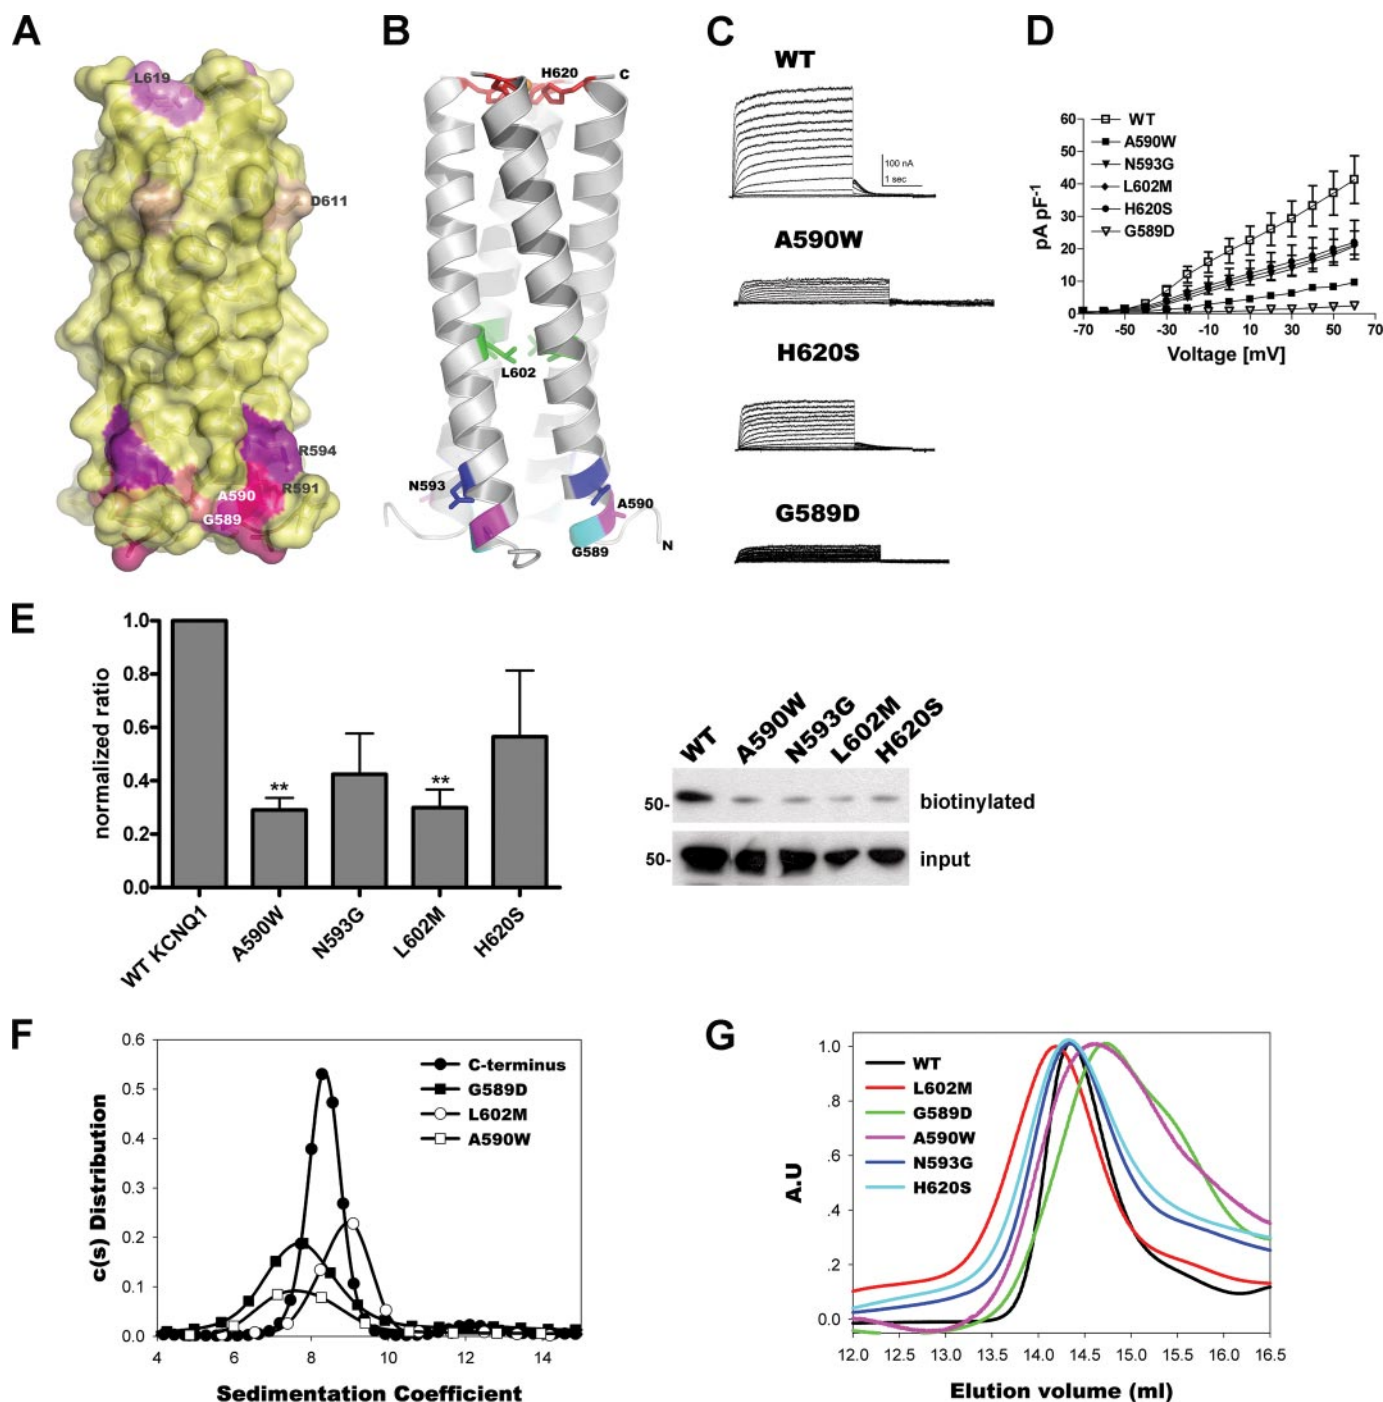 A
L619
D611
R594
R591
A590
G589
B
H620
C
L602
N593
A590
G589
N
C
WT
100 nA
1 sec
A590W
H620S
G589D
D
WT
A590W
N593G
L602M
H620S
G589D
pA pF-1
60
50
40
30
20
10
0
-70 -50 -30 -10 10 30 50 70
Voltage [mV]
E
normalized ratio
1.0
0.8
0.6
0.4
0.2
0.0
**
**
WT KCNQ1
A590W
N593G
L602M
H620S
WT
A590W
N593G
L602M
H620S
50-
biotinylated
50-
input
F
c(s) Distribution
0.6
0.5
0.4
0.3
0.2
0.1
0.0
C-terminus
G589D
L602M
A590W
4 6 8 10 12 14
Sedimentation Coefficient
G
A.U
1.0
.8
.6
.4
0.2
0.0
WT
L602M
G589D
A590W
N593G
H620S
12.0 12.5 13.0 13.5 14.0 14.5 15.0 15.5 16.0 16.5
Elution volume (ml)